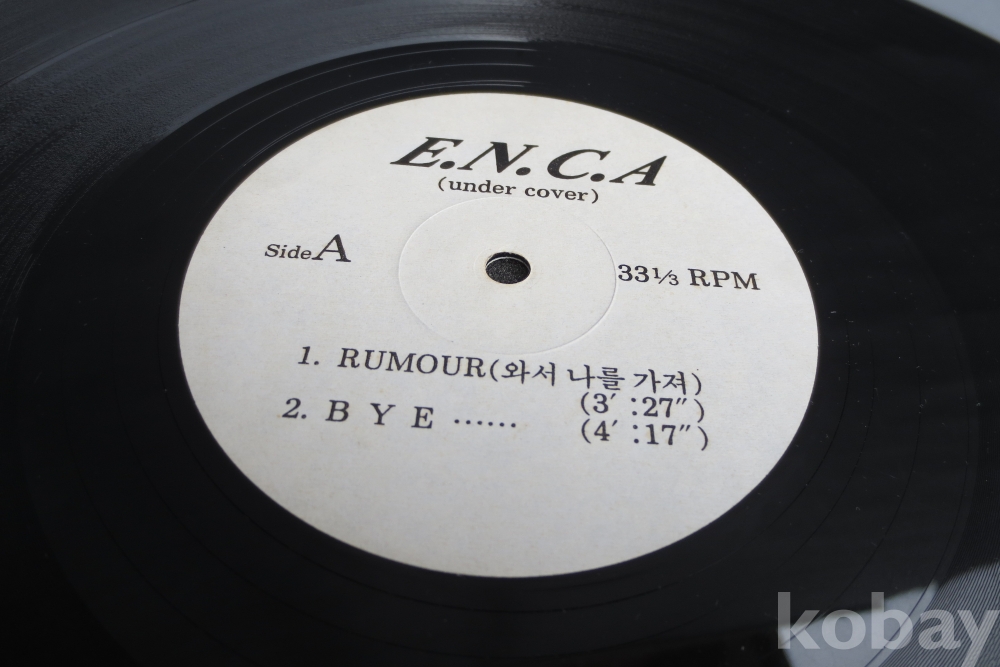 E.N.C.A
(under cover)
Side A
33⅓ RPM
1. RUMOUR(와서 나를 가져)
(3′ :27″)
2. B Y E ......
(4′ :17″)
kobay